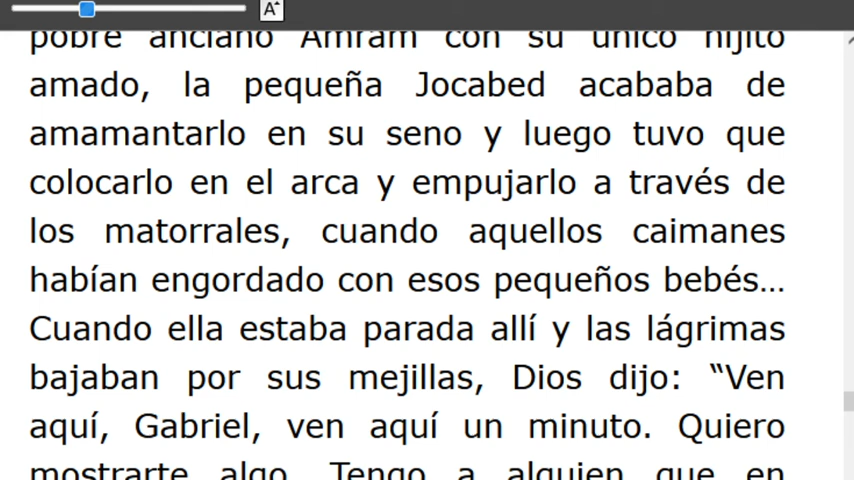 A
pobre anciano Amram con su único hijito
amado, la pequeña Jocabed acababa de
amamantarlo en su seno y luego tuvo que
colocarlo en el arca y empujarlo a través de
los matorrales, cuando aquellos caimanes
habían engordado con esos pequeños bebés...
Cuando ella estaba parada allí y las lágrimas
bajaban por sus mejillas, Dios dijo: “Ven
aquí, Gabriel, ven aquí un minuto. Quiero
mostrarte algo. Tengo a alguien que en